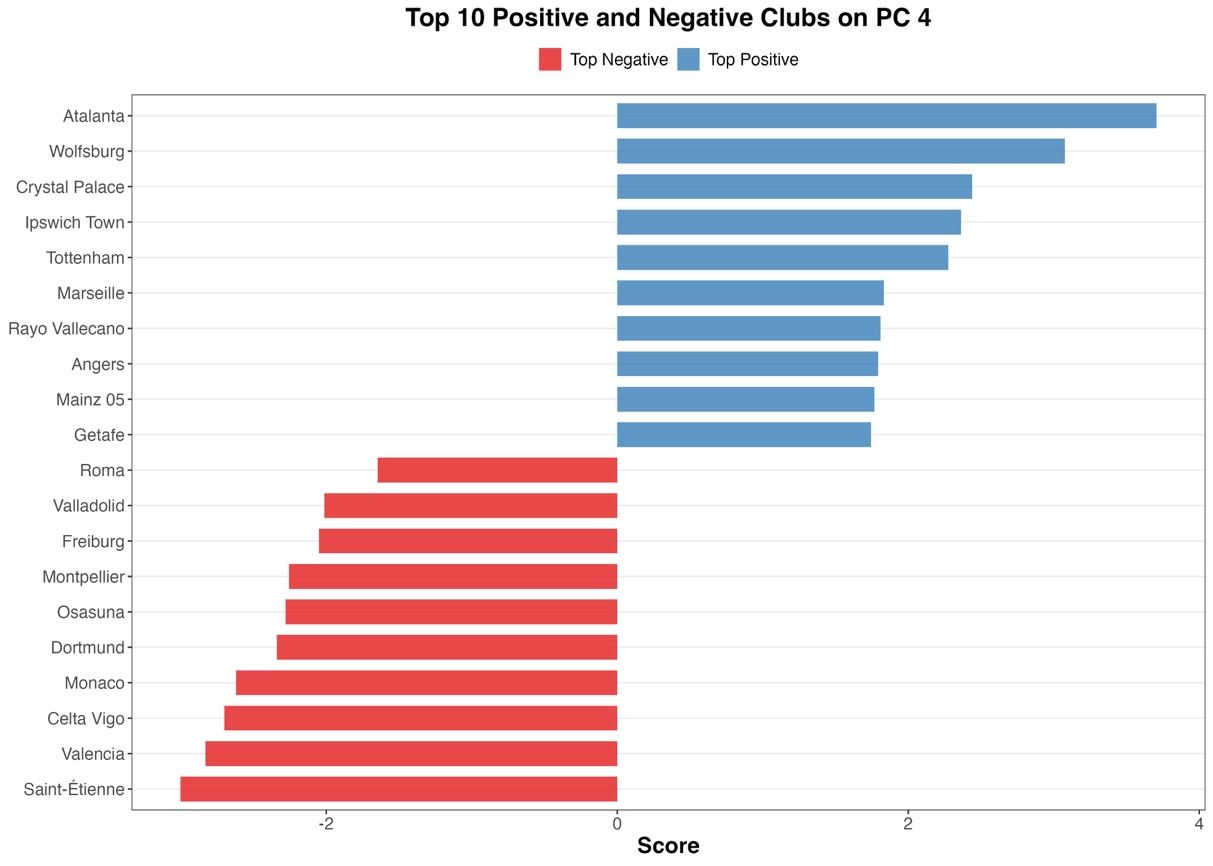 Top 10 Positive and Negative Clubs on PC 4
Top Negative Top Positive
Atalanta
Wolfsburg
Crystal Palace
Ipswich Town
Tottenham
Marseille
Rayo Vallecano
Angers
Mainz 05
Getafe
Roma
Valladolid
Freiburg
Montpellier
Osasuna
Dortmund
Monaco
Celta Vigo
Valencia
Saint-Étienne
-2 0 2 4
Score